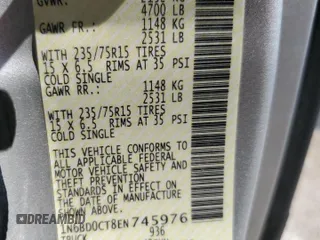 GVWR:
4700 LB
GAWR FR.: 1148 KG
2531 LB
WITH 235/75R15 TIRES
15 X 6.5 RIMS AT 35 PSI
COLD SINGLE
GAWR RR.: 1148 KG
2531 LB
WITH 235/75R15 TIRES
15 X 6.5 RIMS AT 35 PSI
COLD SINGLE
THIS VEHICLE CONFORMS TO
ALL APPLICABLE FEDERAL
MOTOR VEHICLE SAFETY
STANDARDS IN EFFECT ON
THE DATE OF MANUFACTURE
SHOWN ABOVE.
1N6BD0CT8EN745976
TRUCK 936
DREAMBID